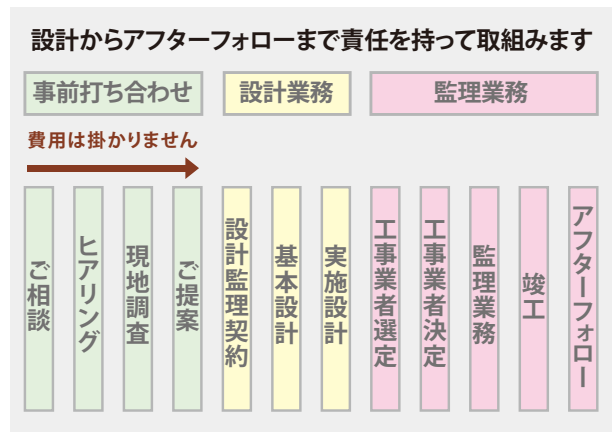 設計からアフターフォローまで責任を持って取組みます
事前打ち合わせ
設計業務
監理業務
費用は掛かりません
ご相談
ヒアリング
現地調査
ご提案
設計監理契約
基本設計
実施設計
工事業者選定
工事業者決定
監理業務
竣工
アフターフォロー